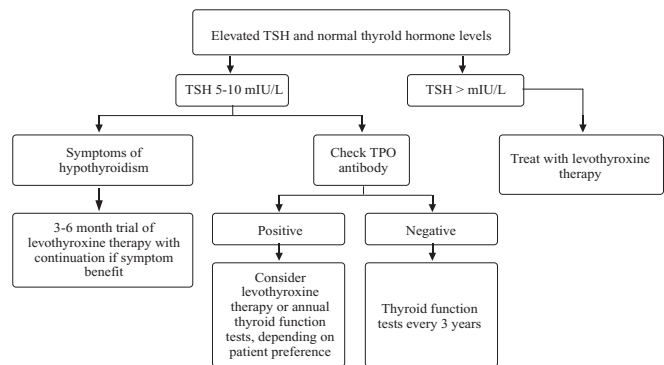 Elevated TSH and normal thyrold hormone levels
TSH 5-10 mIU/L
TSH > mIU/L
Symptoms of
hypothyroidism
Check TPO
antibody
Treat with levothyroxine
therapy
3-6 month trial of
levothyroxine therapy with
continuation if symptom
benefit
Positive
Negative
Consider
levothyroxine
therapy or annual
thyroid function
tests, depending on
patient preference
Thyroid function
tests every 3 years